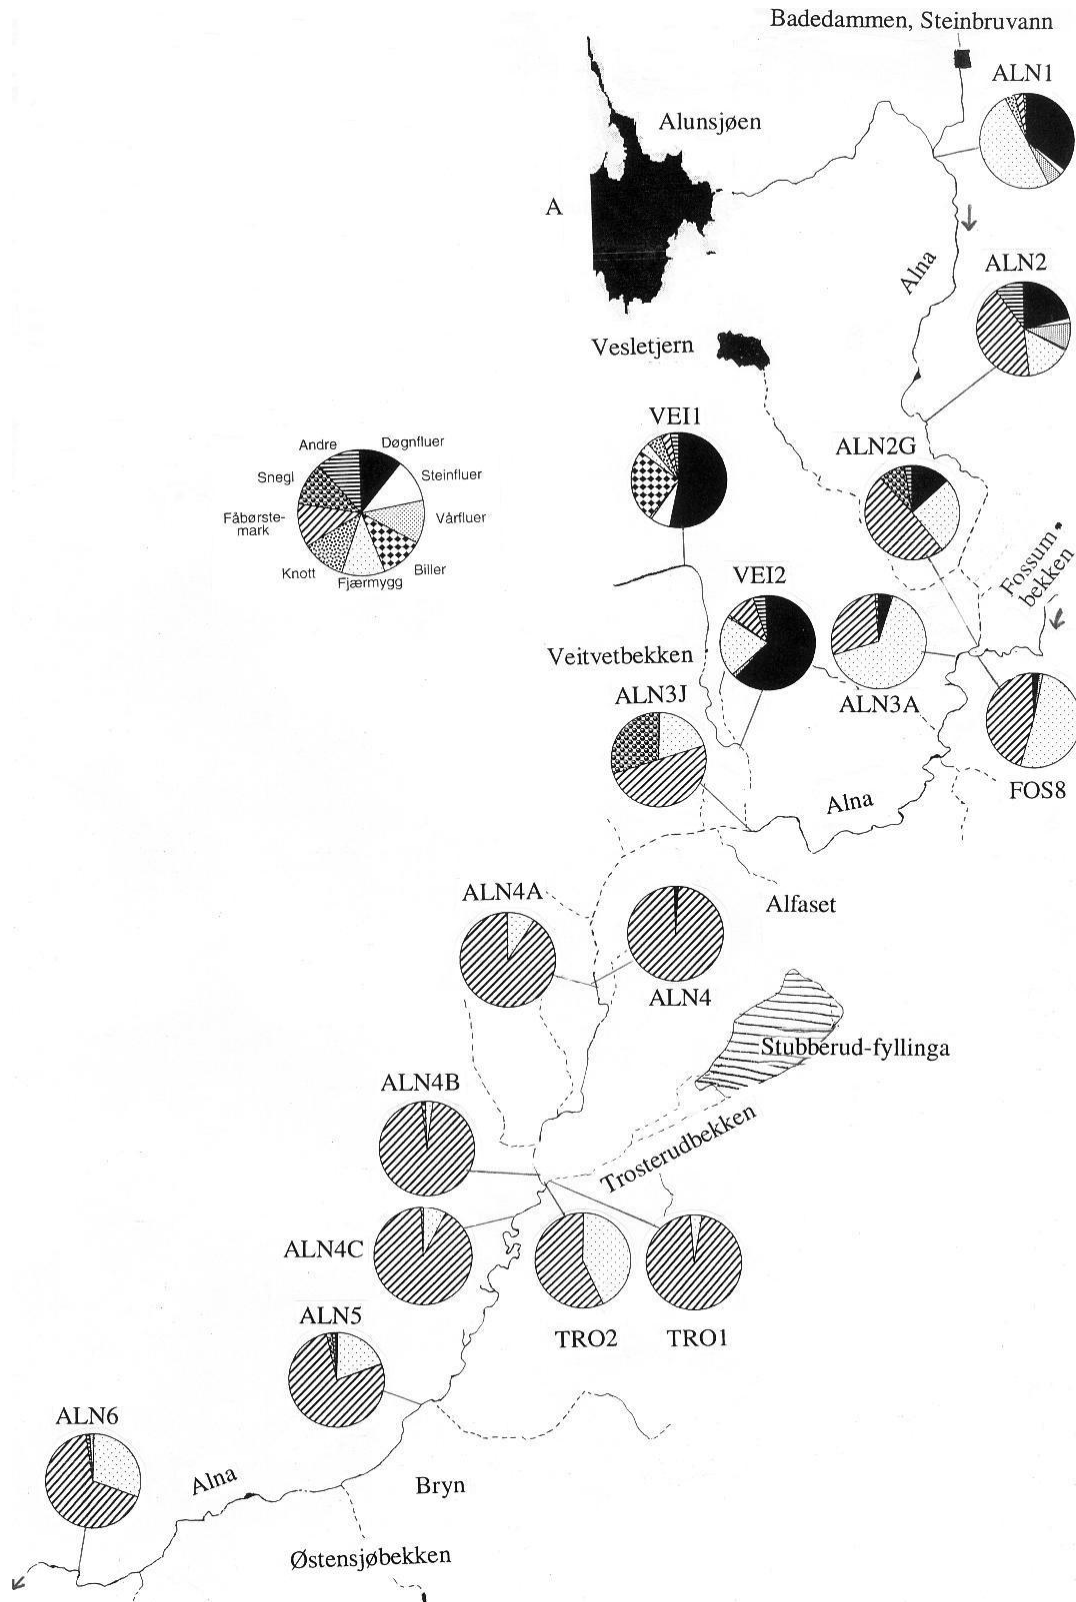 Badedammen, Steinbruvann
ALN1
Alunsjøen
A
Alna
ALN2
Vesletjern
VEI1
ALN2G
Andre
Døgnfluer
Snegl
Steinfluer
Fåbørste-
mark
Vårfluer
Knott
Biller
Fjærmygg
Fossum
bekken
VEI2
Veitvetbekken
ALN3J
ALN3A
FOS8
Alna
ALN4A
Alfaset
ALN4
Stubberud-fyllinga
ALN4B
Trosterudbekken
ALN4C
TRO2
TRO1
ALN5
ALN6
Alna
Bryn
Østensjøbekken